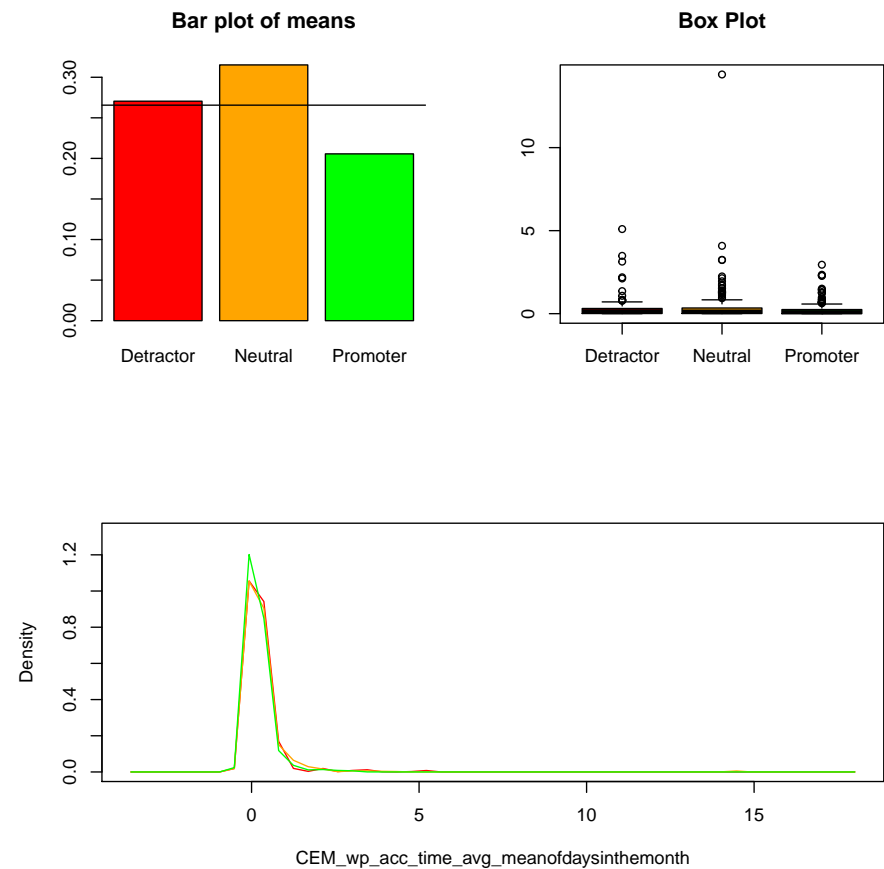 Bar plot of means
0.30
0.20
0.10
0.00
Detractor Neutral Promoter
Box Plot
10
5
0
Detractor Neutral Promoter
Density
1.2
0.8
0.4
0.0
0 5 10 15
CEM_wp_acc_time_avg_meanofdaysinthemonth